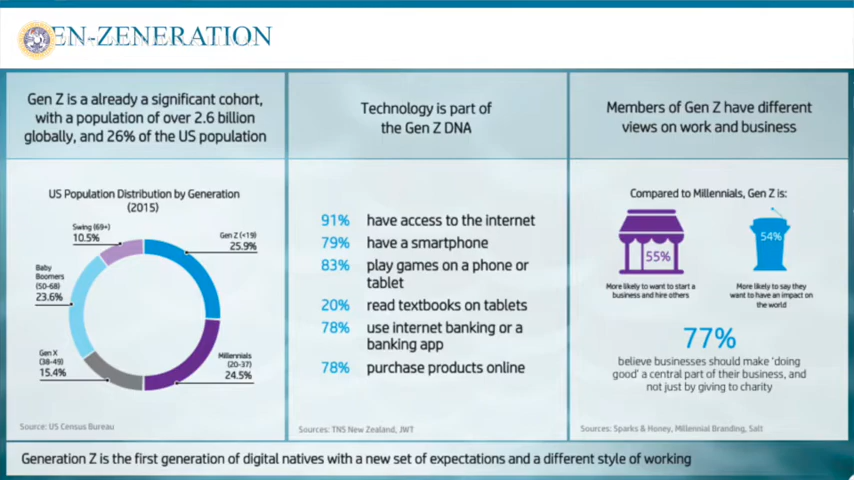 EN-ZENERATION
Gen Z is a already a significant cohort,
with a population of over 2.6 billion
globally, and 26% of the US population
US Population Distribution by Generation
(2015)
Swing (69+)
10.5%
Gen Z (<19)
25.9%
Baby
Boomers
(50-68)
23.6%
Gen X
(38-49)
15.4%
Millennials
(20-37)
24.5%
Source: US Census Bureau
Technology is part of
the Gen Z DNA
91% have access to the internet
79% have a smartphone
83% play games on a phone or
tablet
20% read textbooks on tablets
78% use internet banking or a
banking app
78% purchase products online
Sources: TNS New Zealand, JWT
Members of Gen Z have different
views on work and business
Compared to Millennials, Gen Z is:
55%
More likely to want to start a
business and hire others
54%
More likely to say they
want to have an impact on
the world
77%
believe businesses should make 'doing
good' a central part of their business, and
not just by giving to charity
Sources: Sparks & Honey, Millennial Branding, Salt
Generation Z is the first generation of digital natives with a new set of expectations and a different style of working